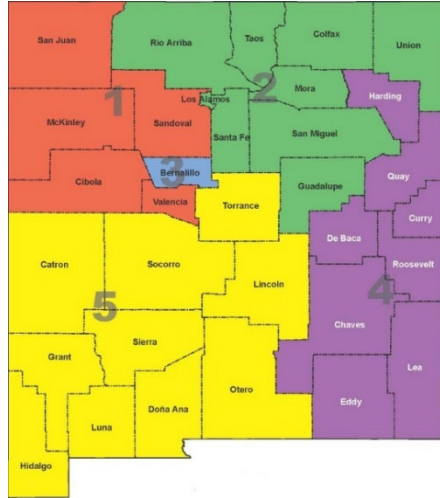 San Juan
Rio Arriba
Taos
Colfax
Union
1
2
Los Alamos
Mora
Harding
McKinley
Sandoval
Santa Fe
San Miguel
3
Bernalillo
Quay
Cibola
Valencia
Guadalupe
Torrance
Curry
De Baca
Roosevelt
Catron
Socorro
Lincoln
4
5
Chaves
Sierra
Grant
Lea
Otero
Eddy
Luna
Doña Ana
Hidalgo